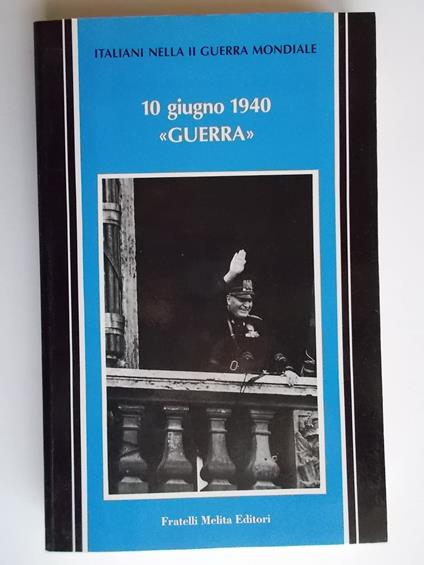 ITALIANI NELLA II GUERRA MONDIALE
10 giugno 1940
«GUERRA»
Fratelli Melita Editori